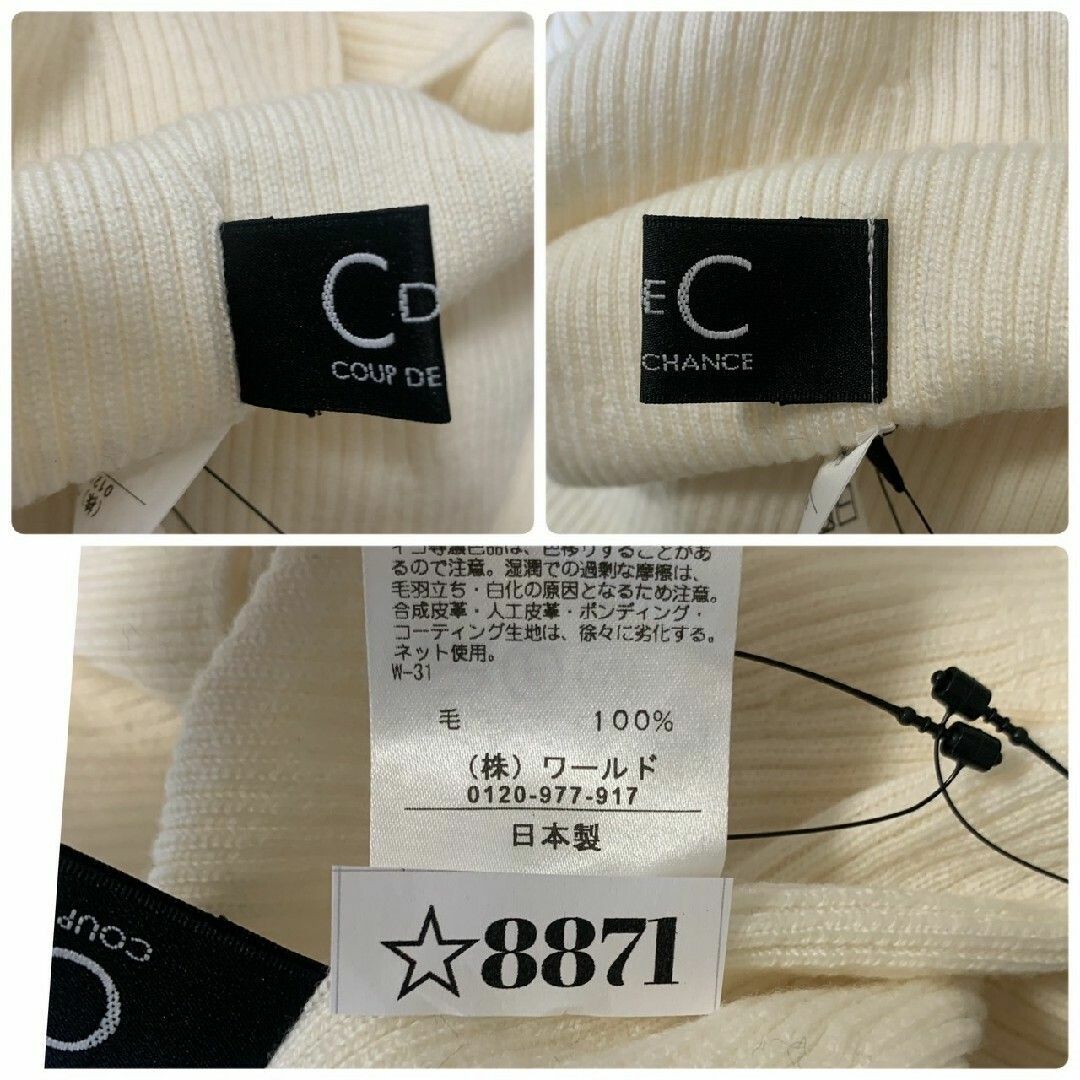 CD
COUP DE
E C
CHANCE
るので注意。湿潤での過剰な摩擦は、
毛羽立ち・白化の原因となるため注意。
合成皮革・人工皮革・ボンディング・
コーティング生地は、徐々に劣化する。
ネット使用。
W-31
毛 100%
(株)ワールド
0120-977-917
日本製
☆8871
COUP
C